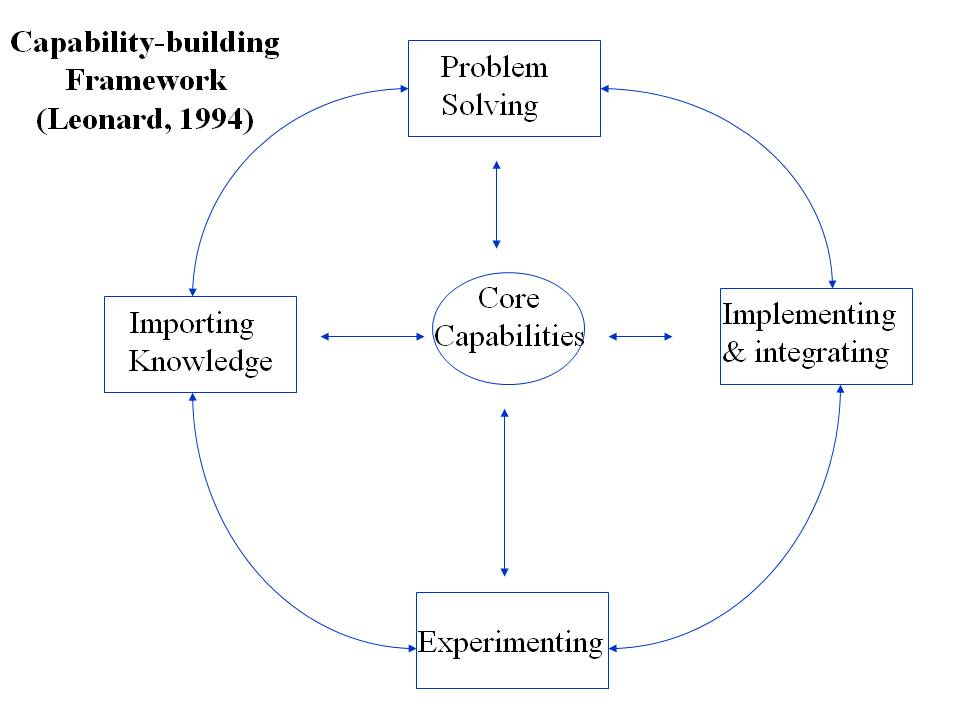 Capability-building
Framework
(Leonard, 1994)
Problem
Solving
Importing
Knowledge
Core
Capabilities
Implementing
& integrating
Experimenting